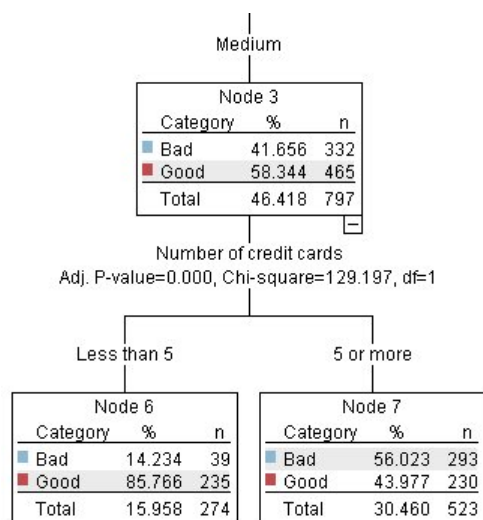 Medium
Node 3
Category % n
Bad 41.656 332
Good 58.344 465
Total 46.418 797
Number of credit cards
Adj. P-value=0.000, Chi-square=129.197, df=1
Less than 5
5 or more
Node 6
Category % n
Bad 14.234 39
Good 85.766 235
Total 15.958 274
Node 7
Category % n
Bad 56.023 293
Good 43.977 230
Total 30.460 523